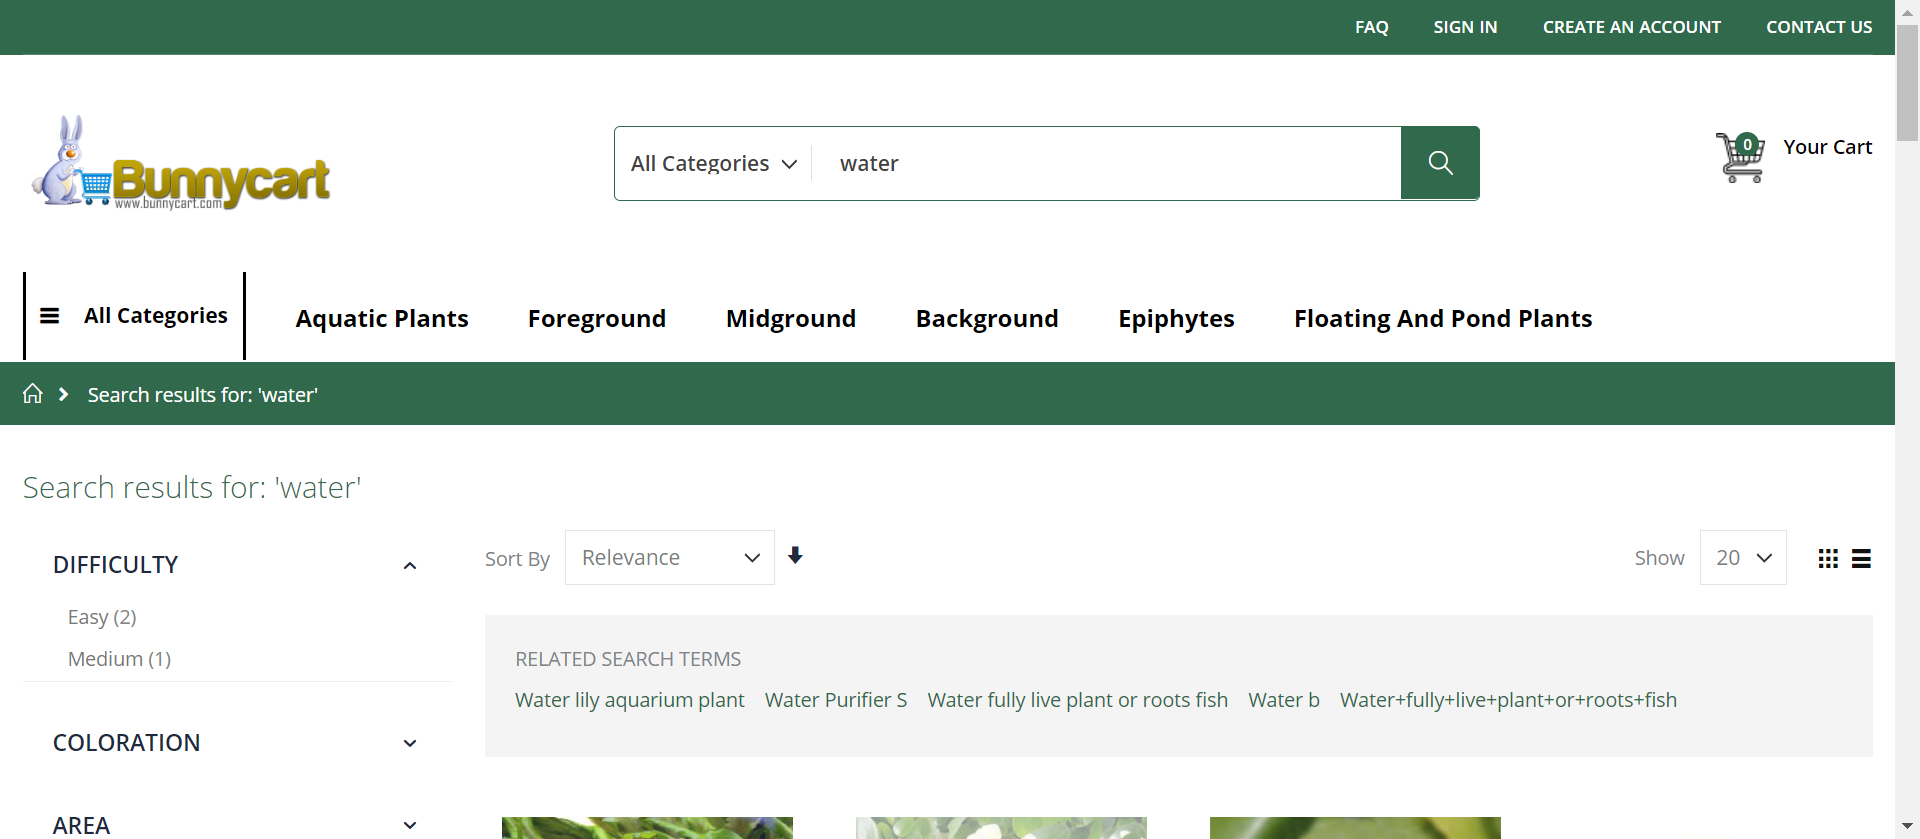 FAQ SIGN IN CREATE AN ACCOUNT CONTACT US
Bunnycart
www.bunnycart.com
All Categories water
0 Your Cart
All Categories Aquatic Plants Foreground Midground Background Epiphytes Floating And Pond Plants
Search results for: 'water'
Search results for: 'water'
DIFFICULTY
Easy (2)
Medium (1)
COLORATION
AREA
Sort By Relevance Show 20
RELATED SEARCH TERMS
Water lily aquarium plant Water Purifier S Water fully live plant or roots fish Water b Water+fully+live+plant+or+roots+fish